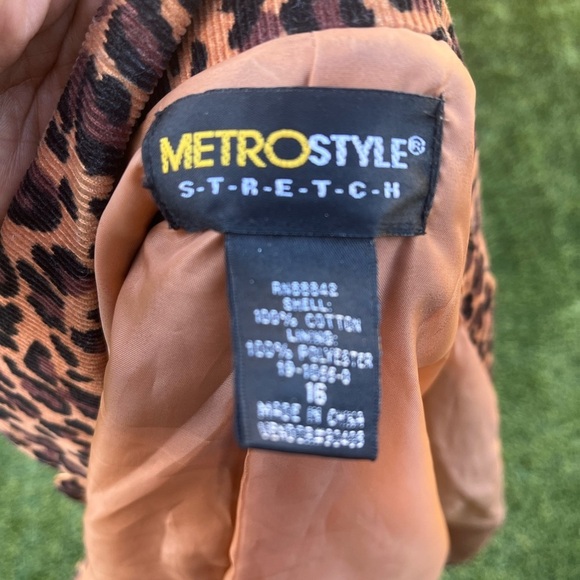 METROSTYLE®
S-T-R-E-T-C-H
SHELL:
100% COTTON
LINING:
100% POLYESTER
16
MADE IN CHINA